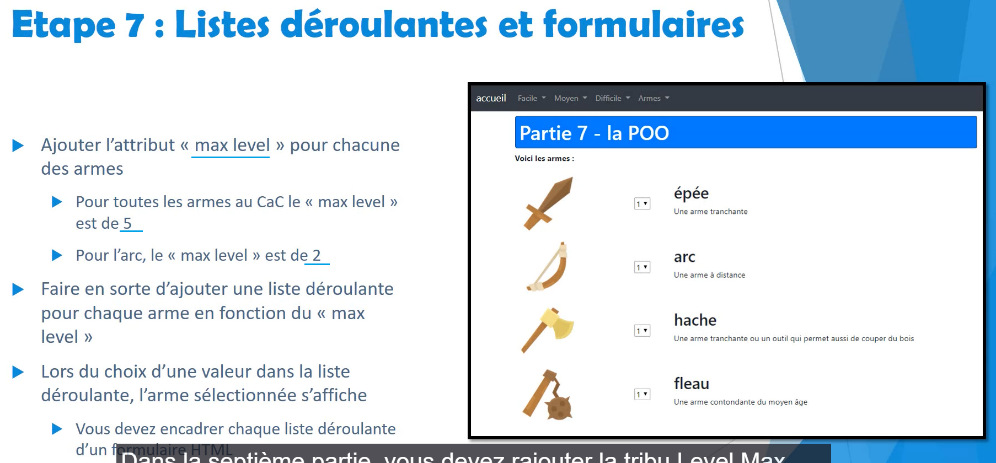 Etape 7 : Listes déroulantes et formulaires
Ajouter l'attribut « max level » pour chacune
des armes
Pour toutes les armes au CaC le « max level »
est de 5
Pour l'arc, le « max level » est de 2
Faire en sorte d'ajouter une liste déroulante
pour chaque arme en fonction du « max
level »
Lors du choix d'une valeur dans la liste
déroulante, l'arme sélectionnée s'affiche
Vous devez encadrer chaque liste déroulante
d'un formulaire HTML
accueil Facile Moyen Difficile Armes
Partie 7 - la POO
Voici les armes :
1 épée
Une arme tranchante
1 arc
Une arme à distance
1 hache
Une arme tranchante ou un outil qui permet aussi de couper du bois
1 fleau
Une arme contondante du moyen âge
Dans la septième partie, vous devez rajouter la tribu Level Max